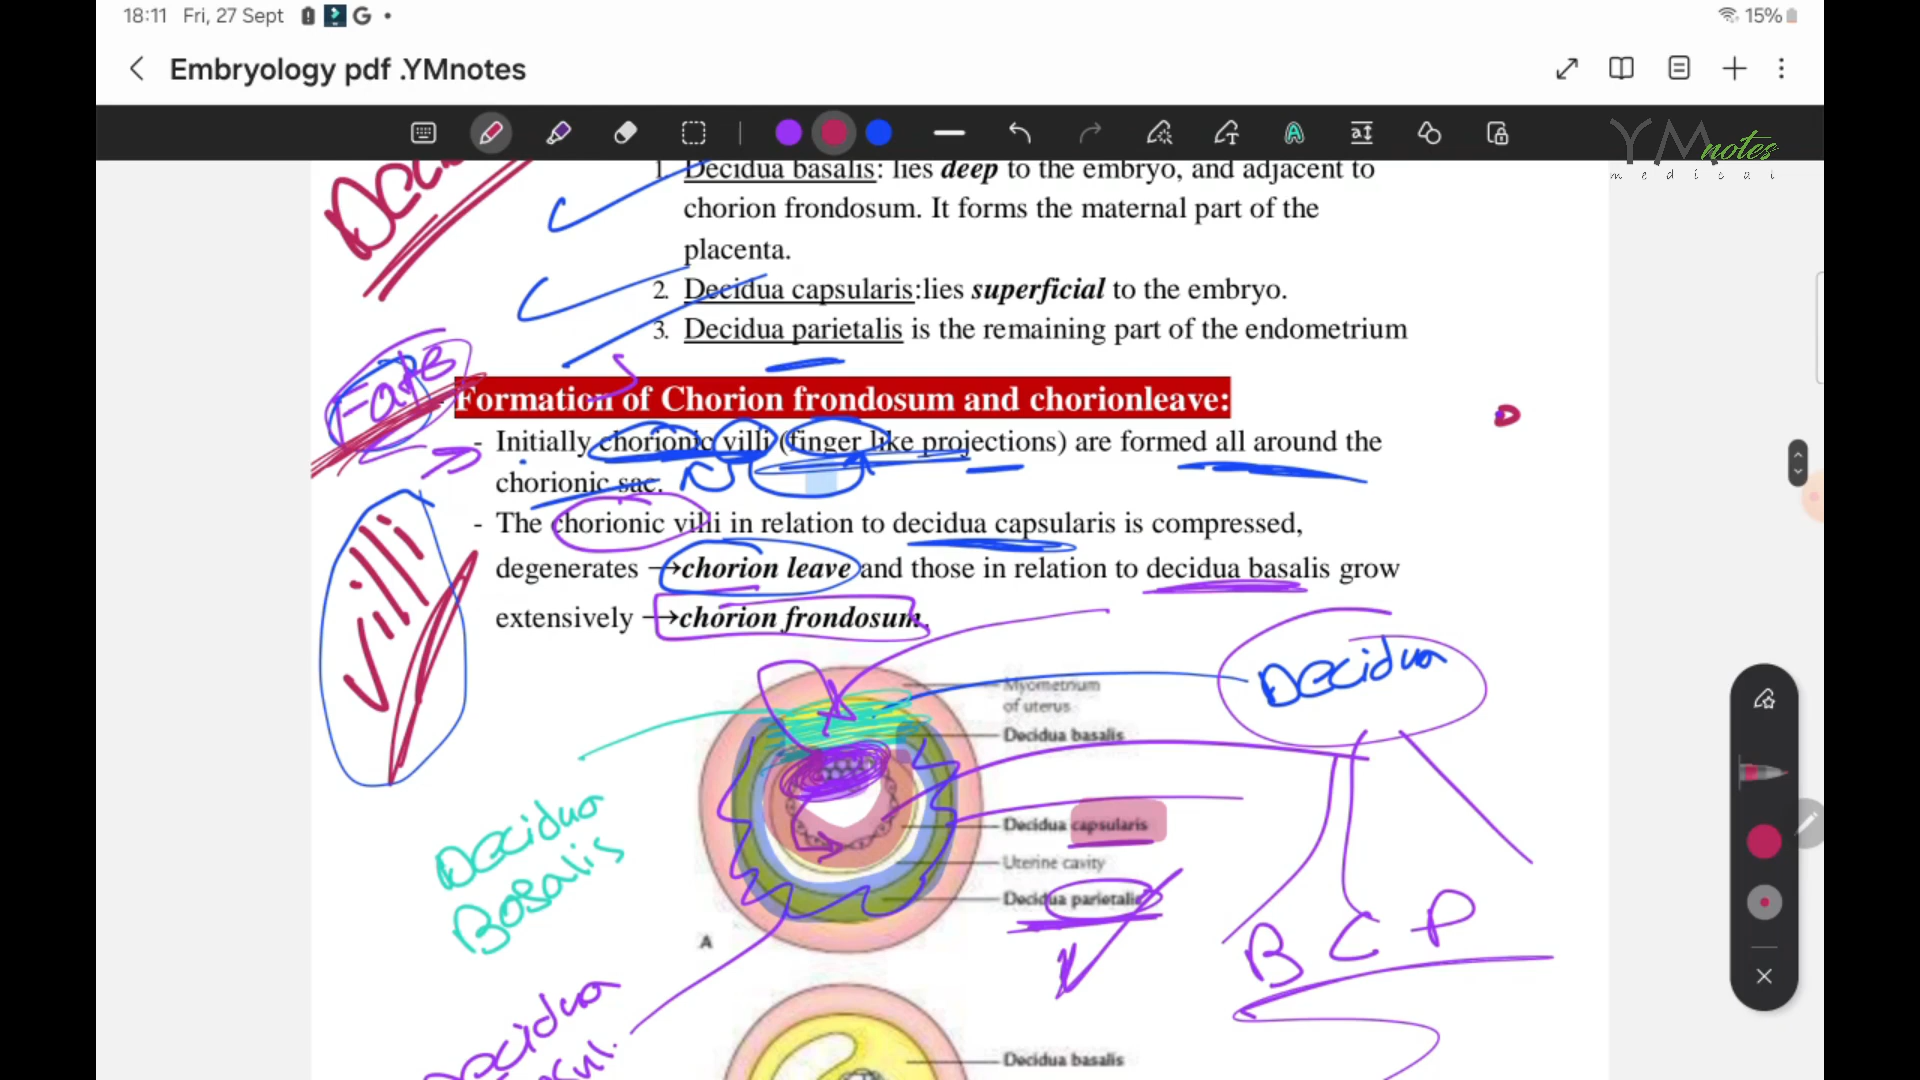 18:11 Fri, 27 Sept G 15%
Embryology pdf .YMnotes
YMnotes
medical
1. Decidua basalis: lies deep to the embryo, and adjacent to
chorion frondosum. It forms the maternal part of the
placenta.
2. Decidua capsularis:lies superficial to the embryo.
3. Decidua parietalis is the remaining part of the endometrium
Fate
Formation of Chorion frondosum and chorionleave:
- Initially chorionic villi (finger like projections) are formed all around the
chorionic sac.
- The chorionic villi in relation to decidua capsularis is compressed,
degenerates →chorion leave and those in relation to decidua basalis grow
extensively →chorion frondosum.
villi
Decidua
Myometrium
of uterus
Decidua basalis
Decidua capsularis
Uterine cavity
Decidua parietalis
A
Decidua
Basalis
B C P
Decidua basalis